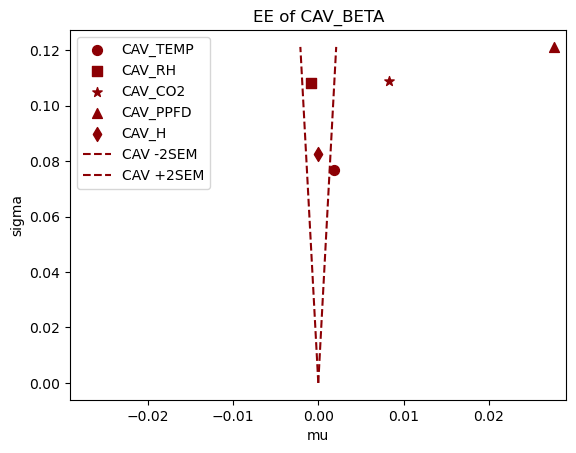 EE of CAV_BETA
CAV_TEMP
CAV_RH
CAV_CO2
CAV_PPFD
CAV_H
CAV -2SEM
CAV +2SEM
sigma
0.12
0.10
0.08
0.06
0.04
0.02
0.00
−0.02
−0.01
0.00
0.01
0.02
mu